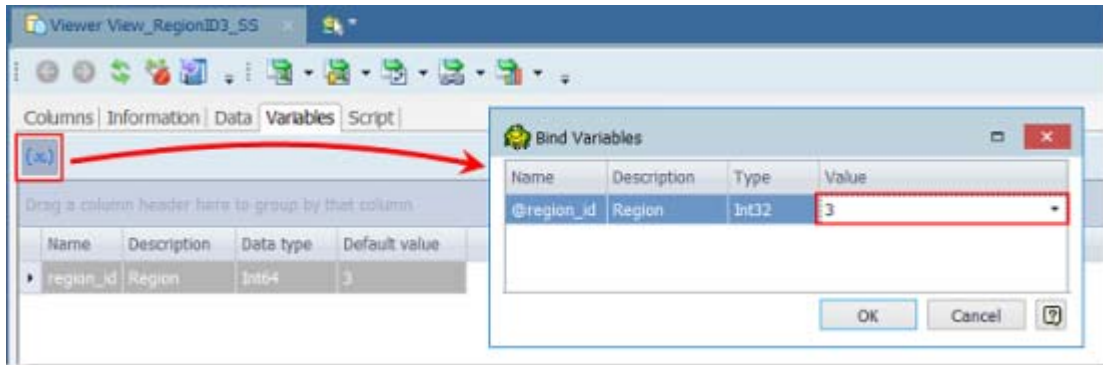 Viewer View_RegionID3_SS
Columns Information Data Variables Script
(x)
Drag a column header here to group by that column
Name Description Data type Default value
region_id Region Int64 3
Bind Variables
Name Description Type Value
@region_id Region Int32 3
OK Cancel ?